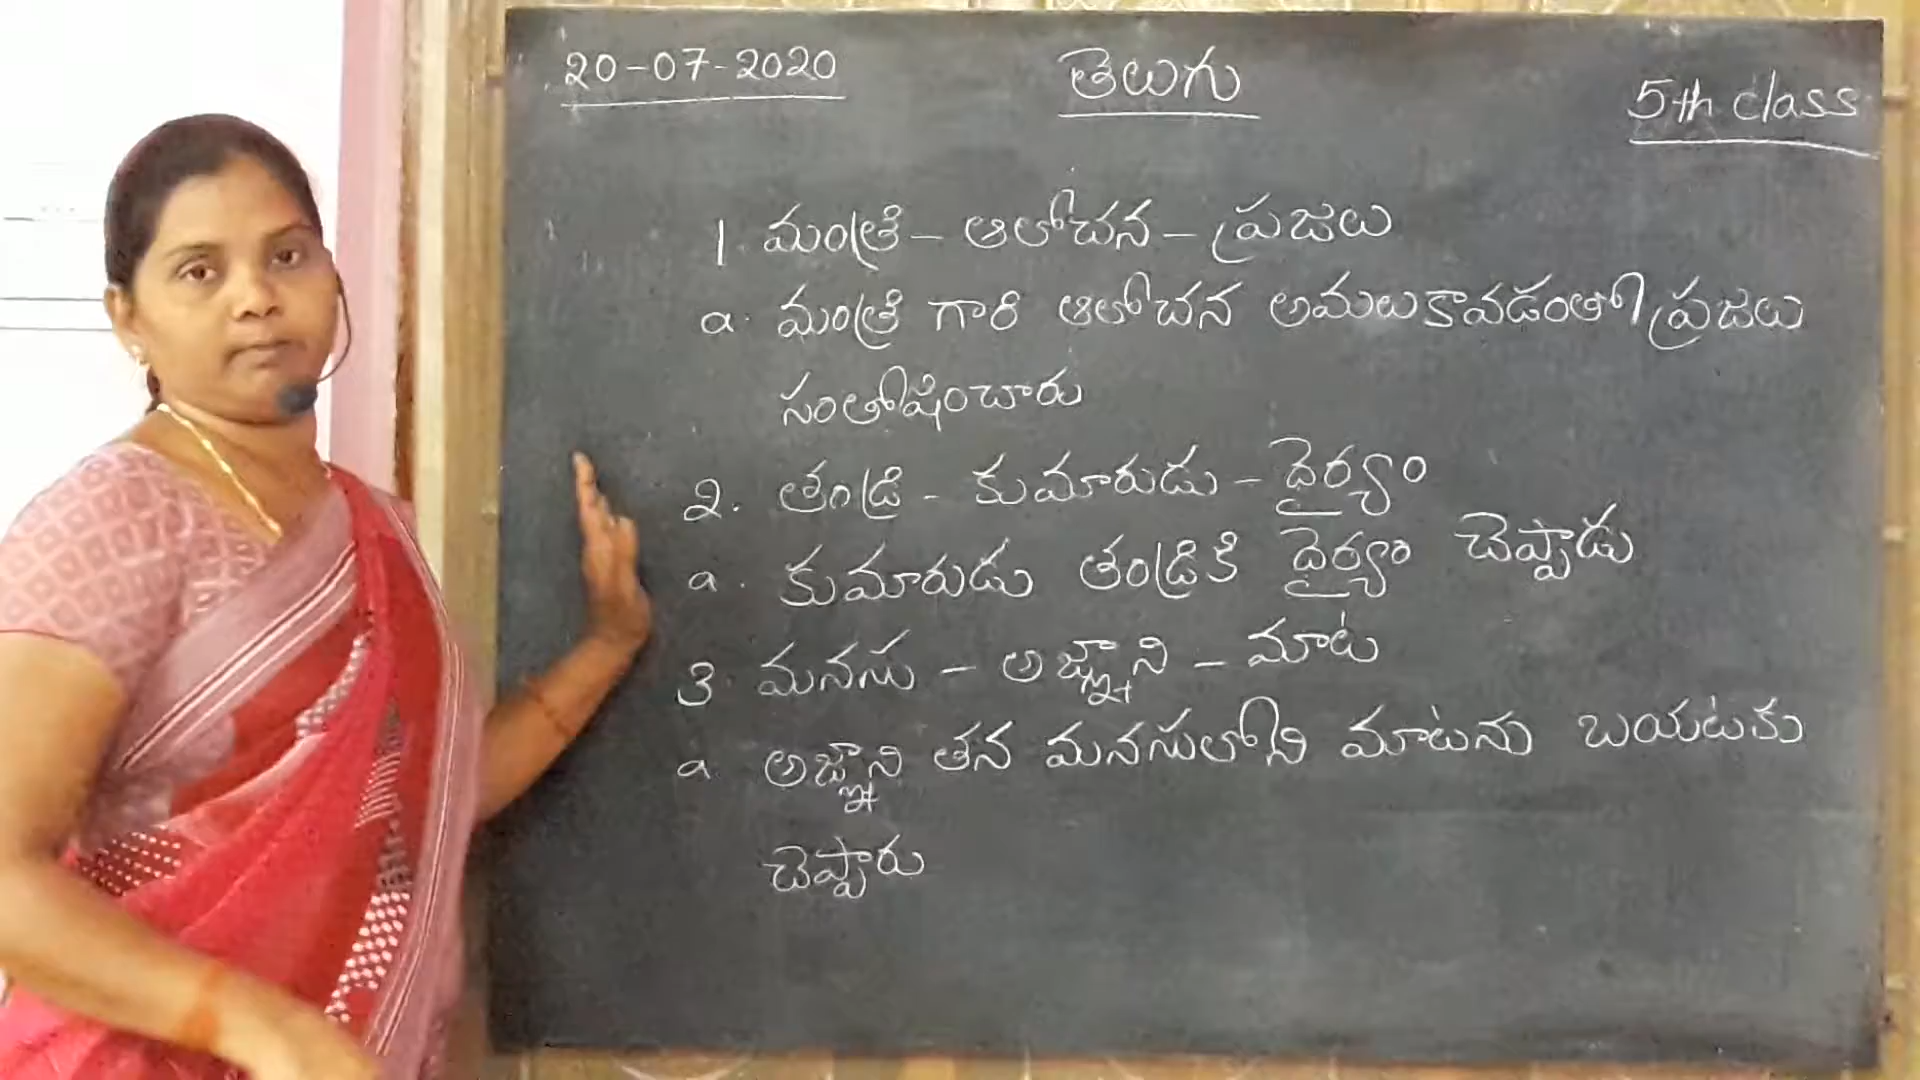 20-07-2020 తెలుగు 5th class
1. మంత్రి - ఆలోచన - ప్రజలు
a. మంత్రి గారి ఆలోచన అమలుకావడంతో ప్రజలు
సంతోషించారు
2. తండ్రి - కుమారుడు - ధైర్యం
a. కుమారుడు తండ్రికి ధైర్యం చెప్పాడు
3. మనసు - అజ్ఞాని - మాట
a. అజ్ఞాని తన మనసులోని మాటను బయటకు
చెప్పారు